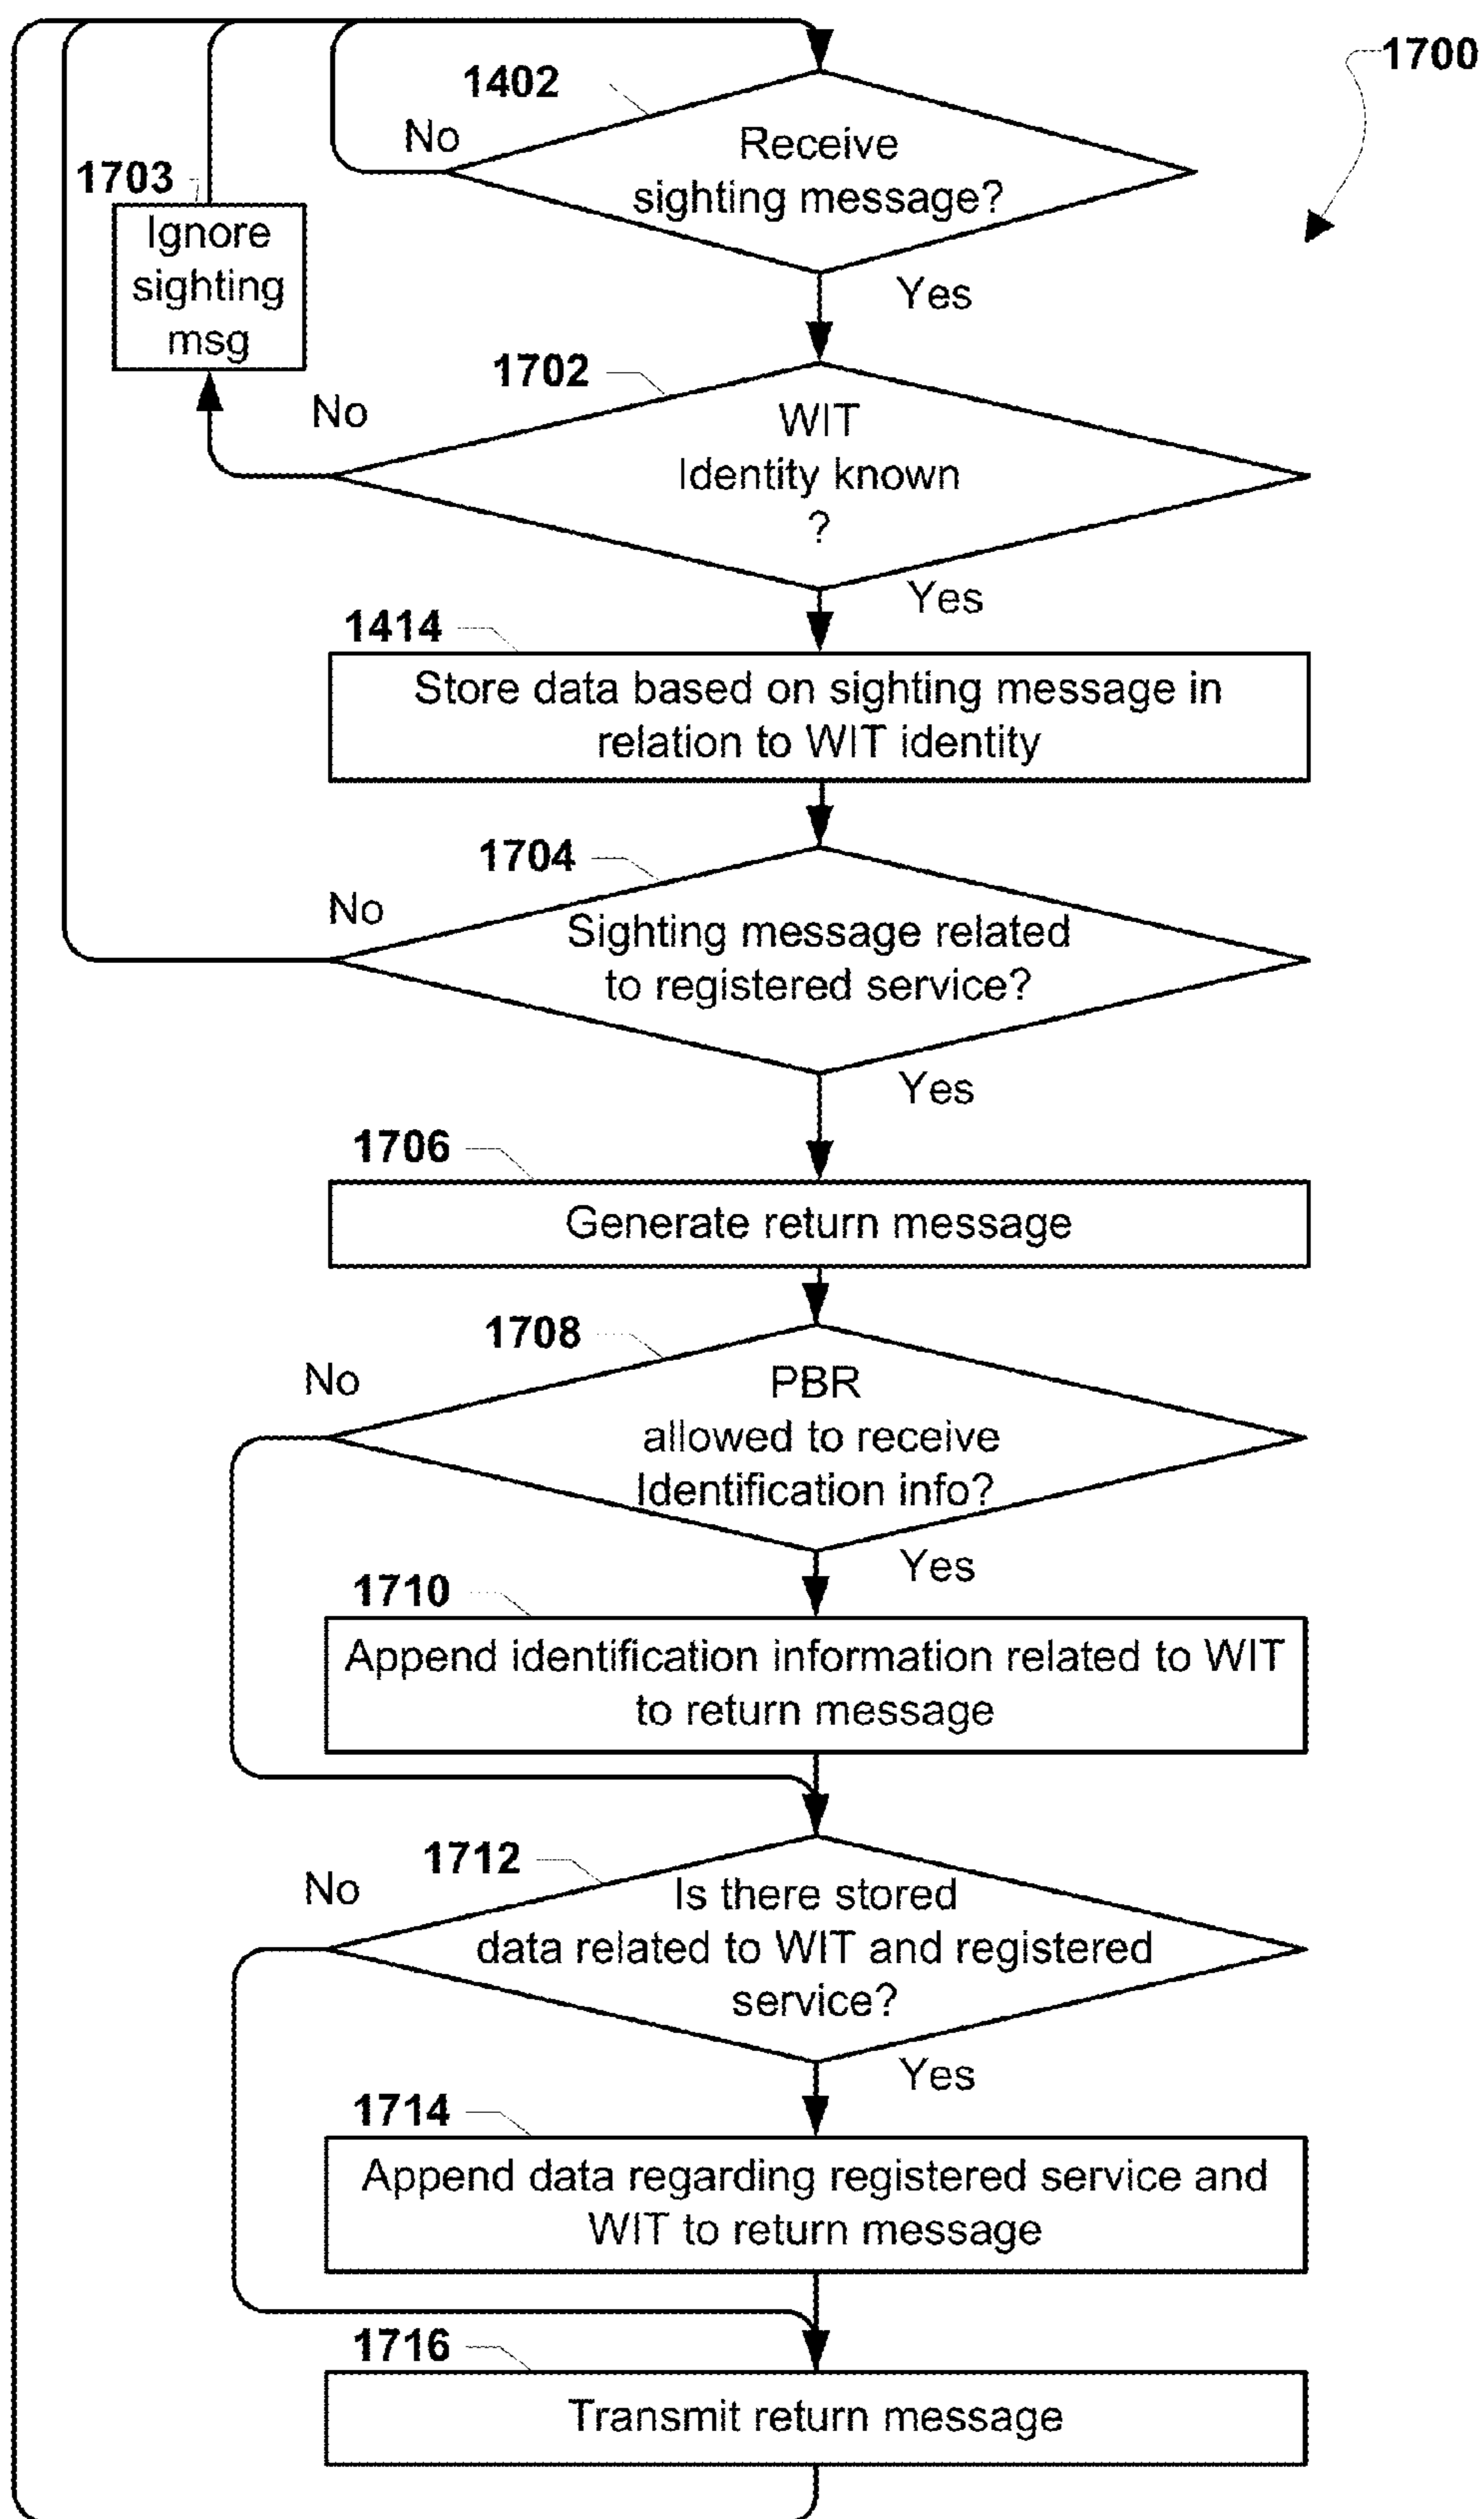 1700
1402
No
Receive
sighting message?
1703
Ignore
sighting
msg
Yes
1702
No
WIT
Identity known
?
Yes
1414
Store data based on sighting message in
relation to WIT identity
1704
No
Sighting message related
to registered service?
Yes
1706
Generate return message
1708
No
PBR
allowed to receive
Identification info?
Yes
1710
Append identification information related to WIT
to return message
1712
No
Is there stored
data related to WIT and registered
service?
Yes
1714
Append data regarding registered service and
WIT to return message
1716
Transmit return message